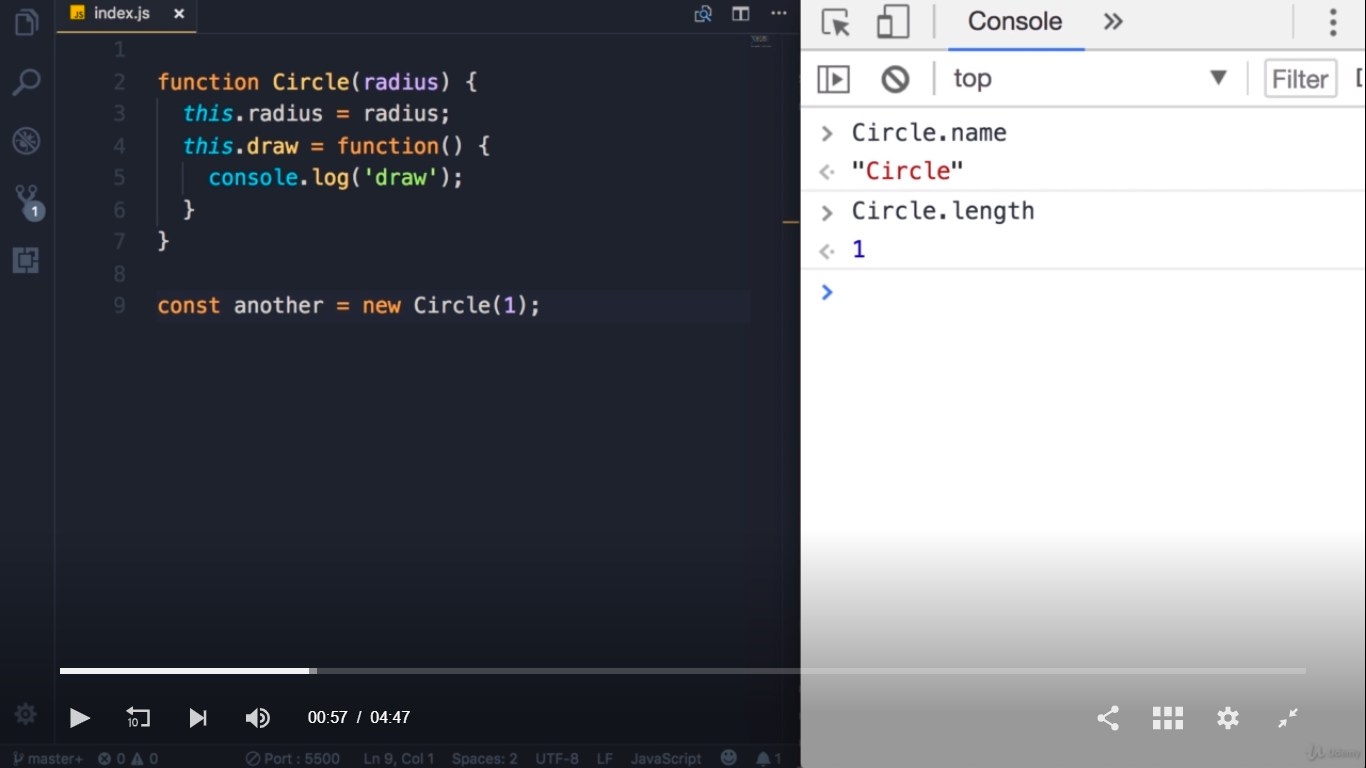 index.js
1
2 function Circle(radius) {
3 this.radius = radius;
4 this.draw = function() {
5 console.log('draw');
6 }
7 }
8
9 const another = new Circle(1);
Console
top
Filter
Circle.name
"Circle"
Circle.length
1
1
10
00:57 / 04:47
master+ 0 0 Port : 5500 Ln 9, Col 1 Spaces: 2 UTF-8 LF JavaScript 1
Udemy